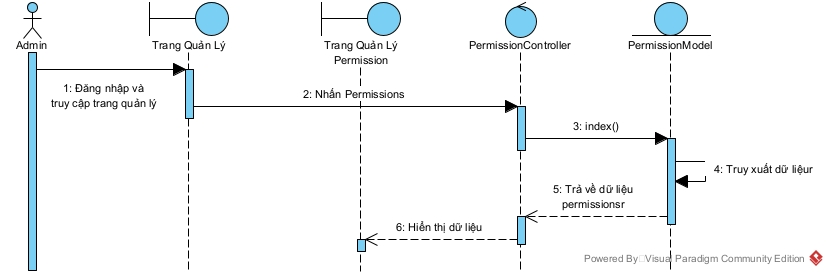 Admin
Trang Quản Lý
Trang Quản Lý
Permission
PermissionController
PermissionModel
1: Đăng nhập và
truy cập trang quản lý
2: Nhấn Permissions
3: index()
4: Truy xuất dữ liệur
5: Trả về dữ liệu
permissionsr
6: Hiển thị dữ liệu
Powered By Visual Paradigm Community Edition